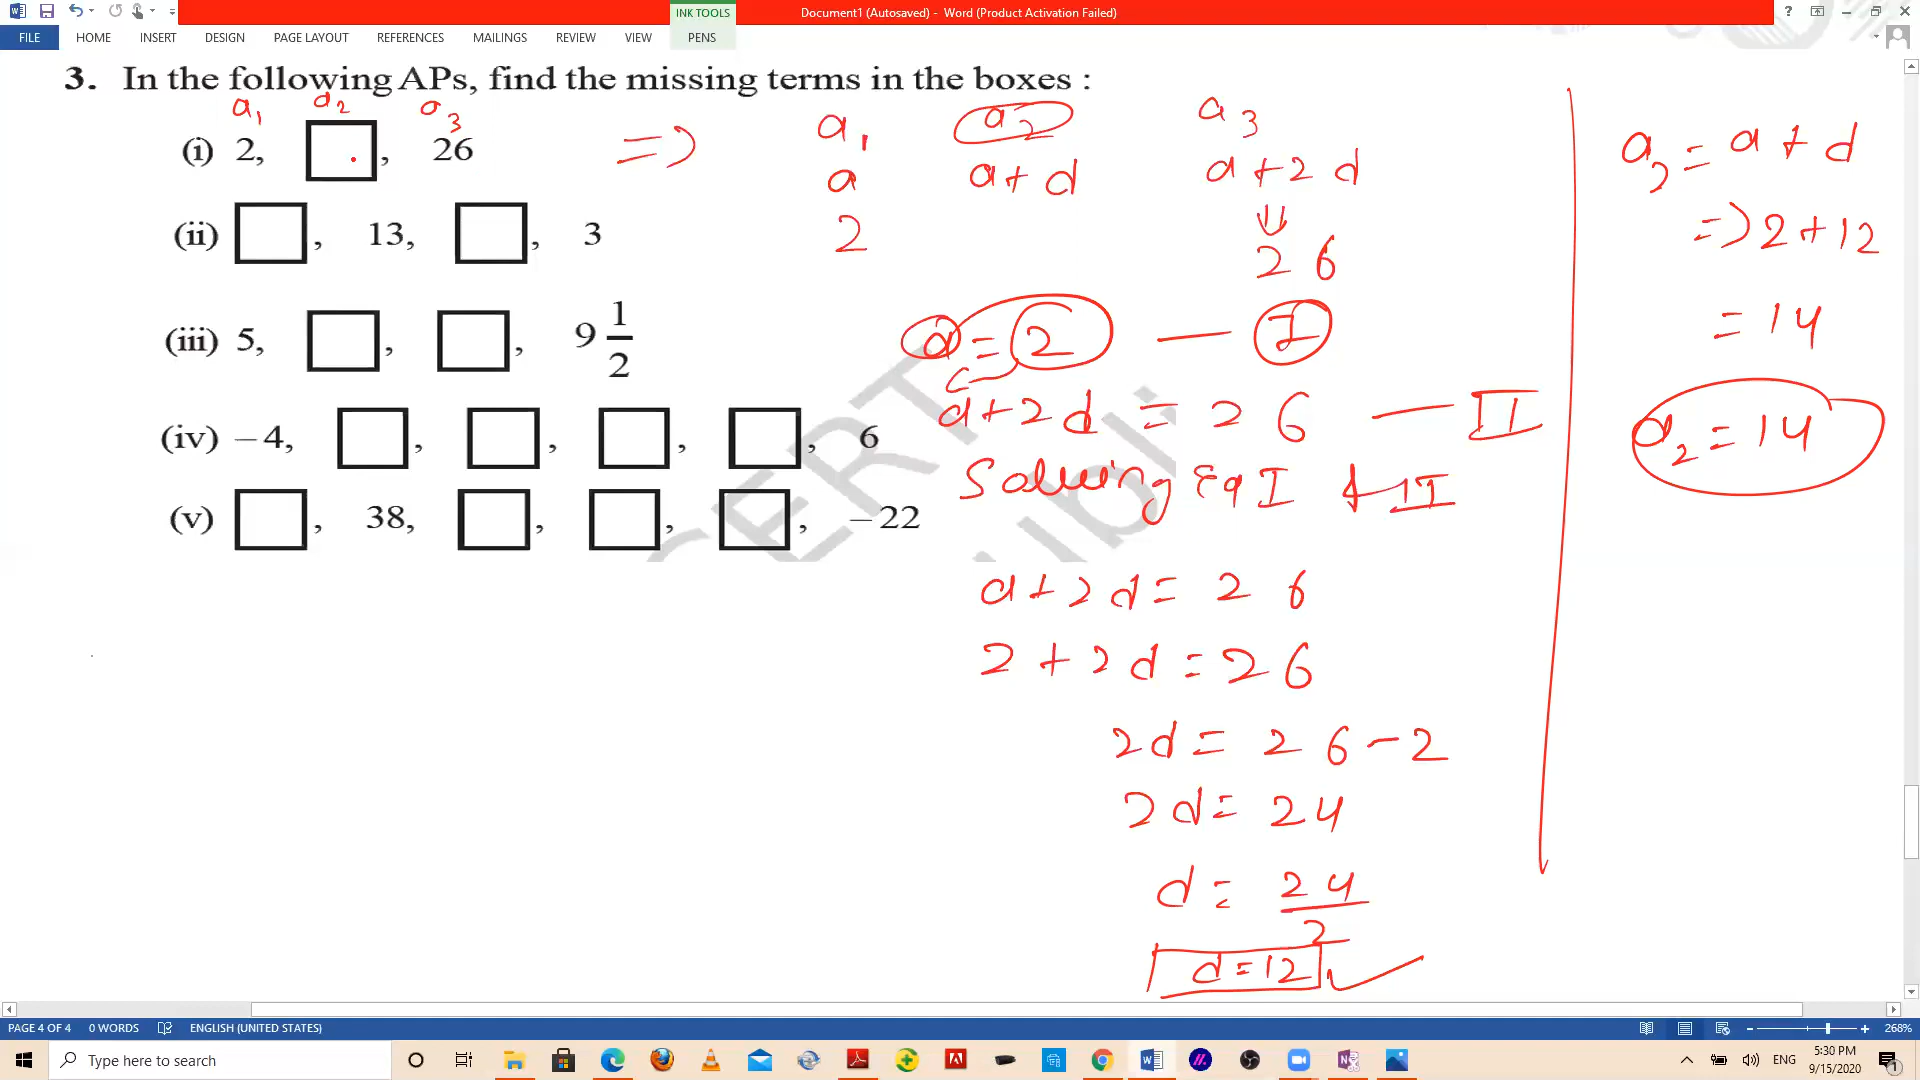 INK TOOLS
Document1 (Autosaved) - Word (Product Activation Failed)
FILE HOME INSERT DESIGN PAGE LAYOUT REFERENCES MAILINGS REVIEW VIEW PENS
3. In the following APs, find the missing terms in the boxes :
a1 a2 a3
(i) 2, , 26
(ii) , 13, , 3
(iii) 5, , , 9 1/2
(iv) −4, , , , , 6
(v) , 38, , , , −22
=> a1 a2 a3
a a+d a+2d
2 26
a = 2 — I
a+2d = 26 — II
Solving Eq I & II
a+2d = 26
2+2d = 26
2d = 26-2
2d = 24
d = 24/2
d = 12
a2 = a+d
=> 2+12
= 14
a2 = 14
PAGE 4 OF 4 0 WORDS ENGLISH (UNITED STATES) 268%
Type here to search
ENG
5:30 PM
9/15/2020